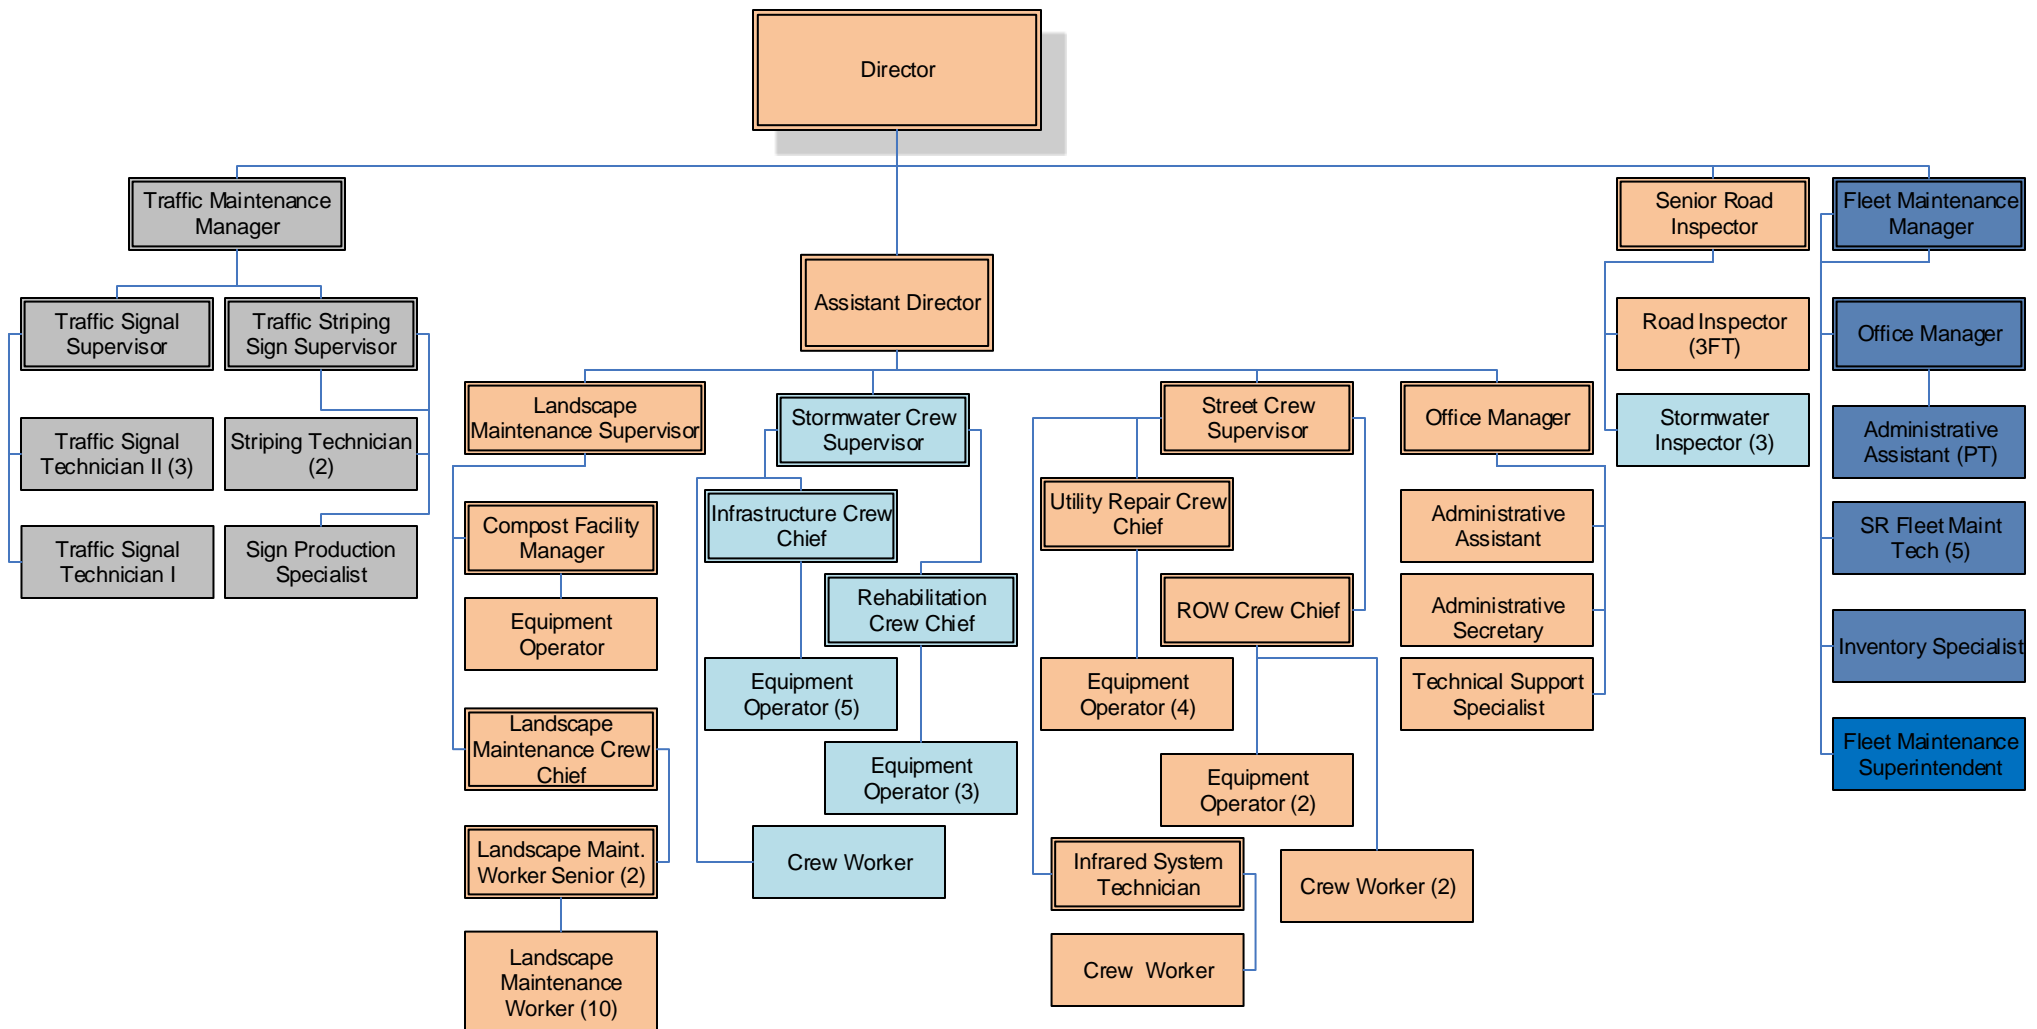 Director
Traffic Maintenance
Manager
Senior Road
Inspector
Fleet Maintenance
Manager
Assistant Director
Traffic Signal
Supervisor
Traffic Striping
Sign Supervisor
Road Inspector
(3FT)
Office Manager
Landscape
Maintenance Supervisor
Stormwater Crew
Supervisor
Street Crew
Supervisor
Office Manager
Stormwater
Inspector (3)
Administrative
Assistant (PT)
Traffic Signal
Technician II (3)
Striping Technician
(2)
Compost Facility
Manager
Infrastructure Crew
Chief
Utility Repair Crew
Chief
Administrative
Assistant
SR Fleet Maint
Tech (5)
Traffic Signal
Technician I
Sign Production
Specialist
Equipment
Operator
Rehabilitation
Crew Chief
ROW Crew Chief
Administrative
Secretary
Inventory Specialist
Equipment
Operator (5)
Equipment
Operator (4)
Technical Support
Specialist
Landscape
Maintenance Crew
Chief
Equipment
Operator (3)
Equipment
Operator (2)
Fleet Maintenance
Superintendent
Landscape Maint.
Worker Senior (2)
Crew Worker
Infrared System
Technician
Crew Worker (2)
Landscape
Maintenance
Worker (10)
Crew  Worker